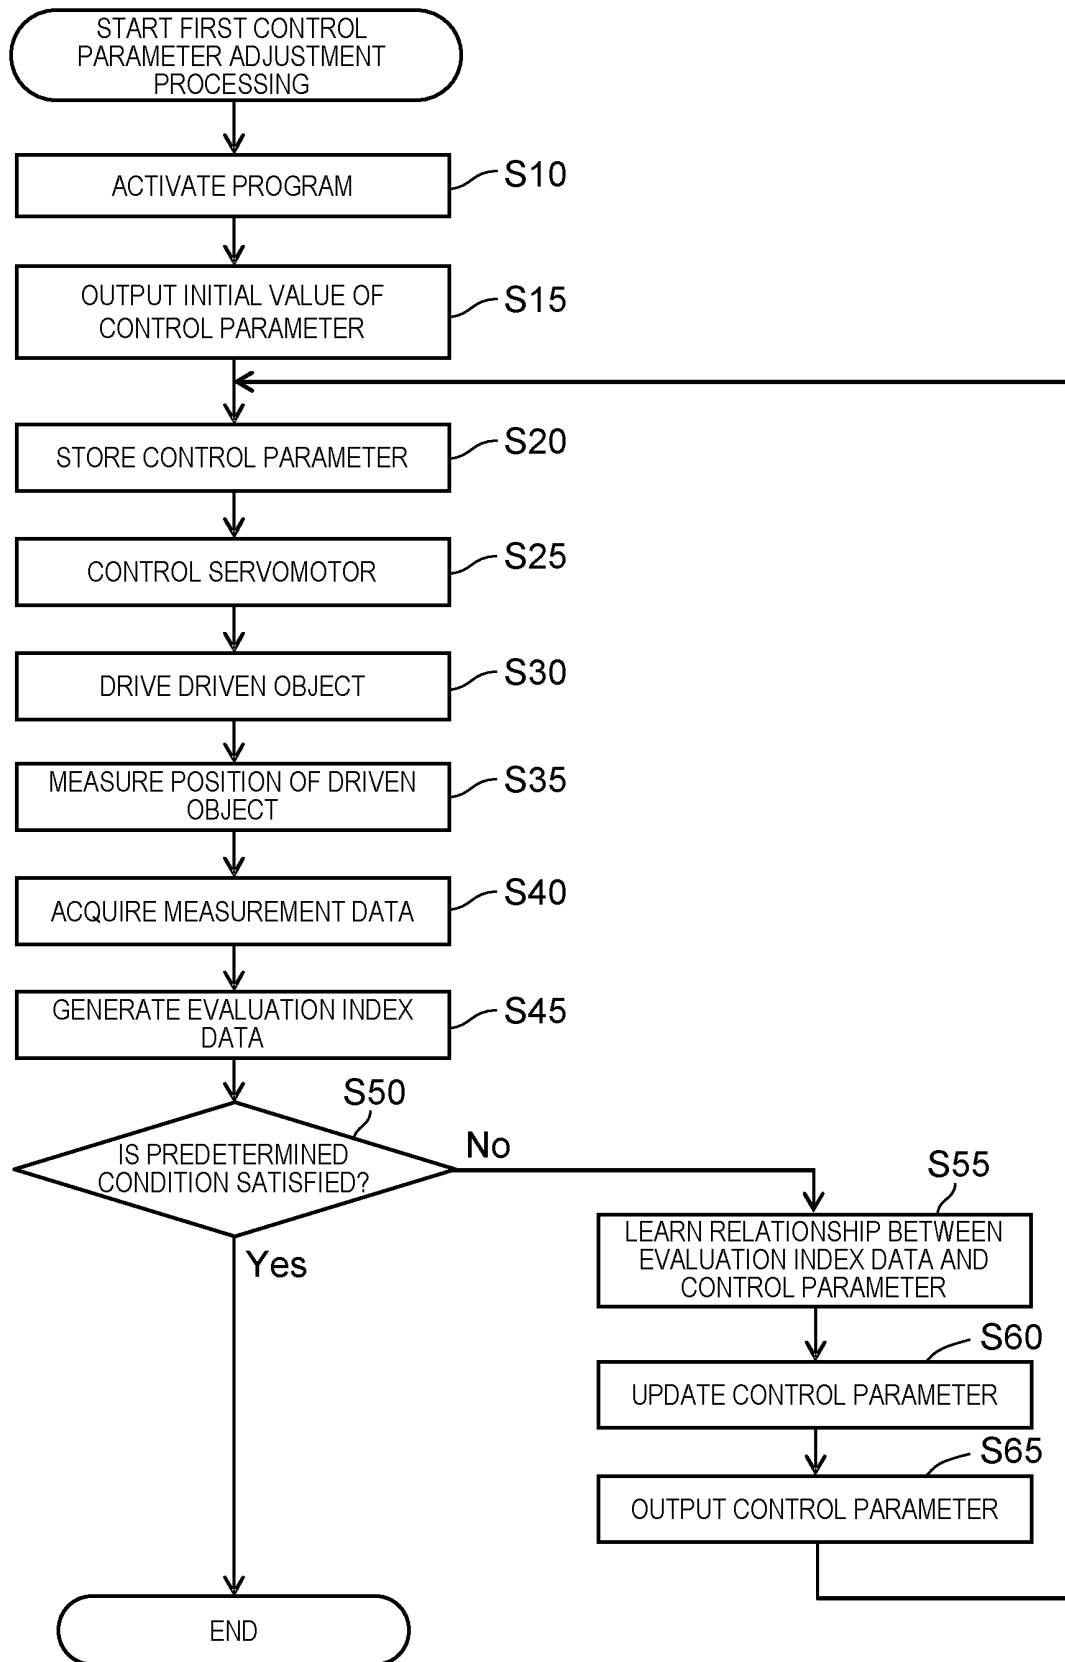 START FIRST CONTROL
PARAMETER ADJUSTMENT
PROCESSING
ACTIVATE PROGRAM
S10
OUTPUT INITIAL VALUE OF
CONTROL PARAMETER
S15
STORE CONTROL PARAMETER
S20
CONTROL SERVOMOTOR
S25
DRIVE DRIVEN OBJECT
S30
MEASURE POSITION OF DRIVEN
OBJECT
S35
ACQUIRE MEASUREMENT DATA
S40
GENERATE EVALUATION INDEX
DATA
S45
S50
IS PREDETERMINED
CONDITION SATISFIED?
No
Yes
S55
LEARN RELATIONSHIP BETWEEN
EVALUATION INDEX DATA AND
CONTROL PARAMETER
S60
UPDATE CONTROL PARAMETER
S65
OUTPUT CONTROL PARAMETER
END